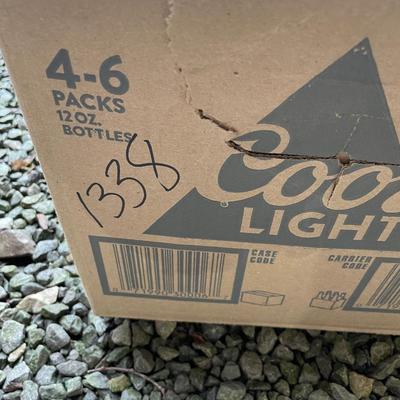 4-6
PACKS
12 OZ.
BOTTLES
1338
Coors
LIGHT
CASE
CODE
CARRIER
CODE